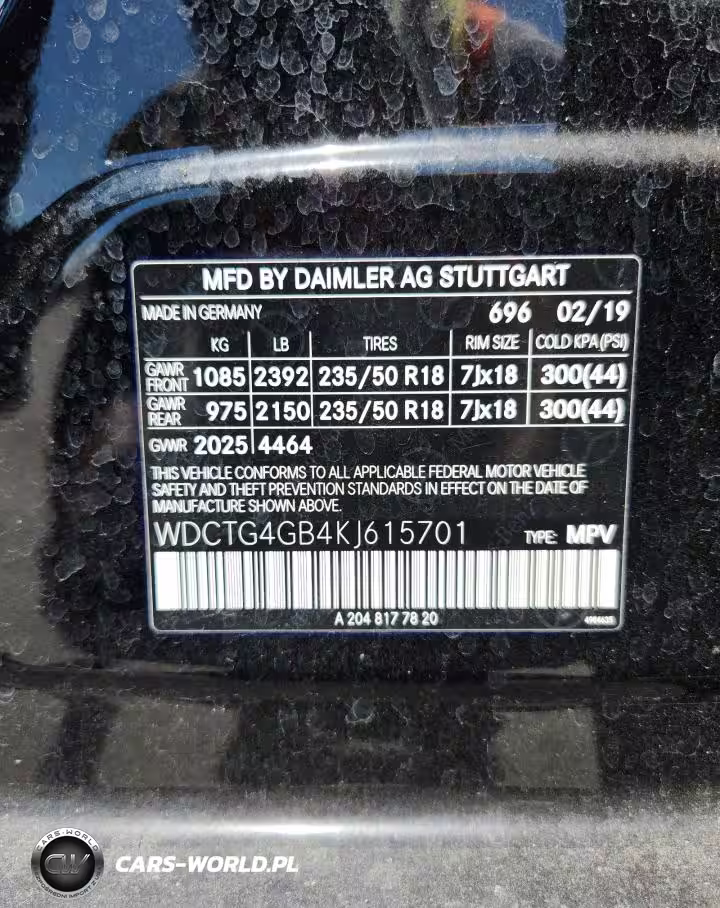 MFD BY DAIMLER AG STUTTGART
MADE IN GERMANY 696 02/19
KG LB TIRES RIM SIZE COLD KPA(PSI)
GAWR FRONT 1085 2392 235/50 R18 7Jx18 300(44)
GAWR REAR 975 2150 235/50 R18 7Jx18 300(44)
GVWR 2025 4464
THIS VEHICLE CONFORMS TO ALL APPLICABLE FEDERAL MOTOR VEHICLE
SAFETY AND THEFT PREVENTION STANDARDS IN EFFECT ON THE DATE OF
MANUFACTURE SHOWN ABOVE.
WDCTG4GB4KJ615701 TYPE: MPV
A 204 817 78 20
CARS-WORLD
CW
CARS-WORLD.PL